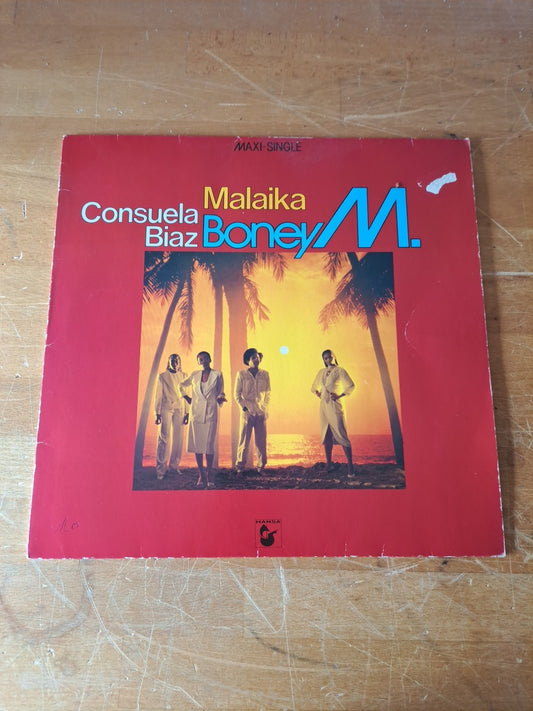 MAXI-SINGLE
Malaika
Consuela
Biaz
Boney M.
HANSA